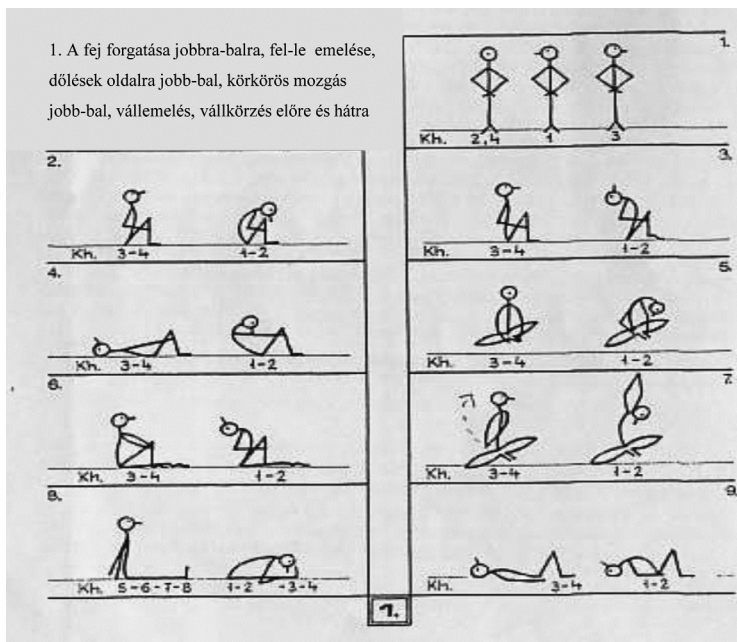 1. A fej forgatása jobbra-balra, fel-le emelése,
dőlések oldalra jobb-bal, körkörös mozgás
jobb-bal, vállemelés, vállkörzés előre és hátra
1.
Kh. 2,4 1 3
2.
Kh. 3-4 1-2
3.
Kh. 3-4 1-2
4.
Kh. 3-4 1-2
5.
Kh. 3-4 1-2
6.
Kh. 3-4 1-2
7.
Kh. 3-4 1-2
8.
Kh. 5-6-7-8 1-2 -3-4
9.
Kh. 3-4 1-2
1.